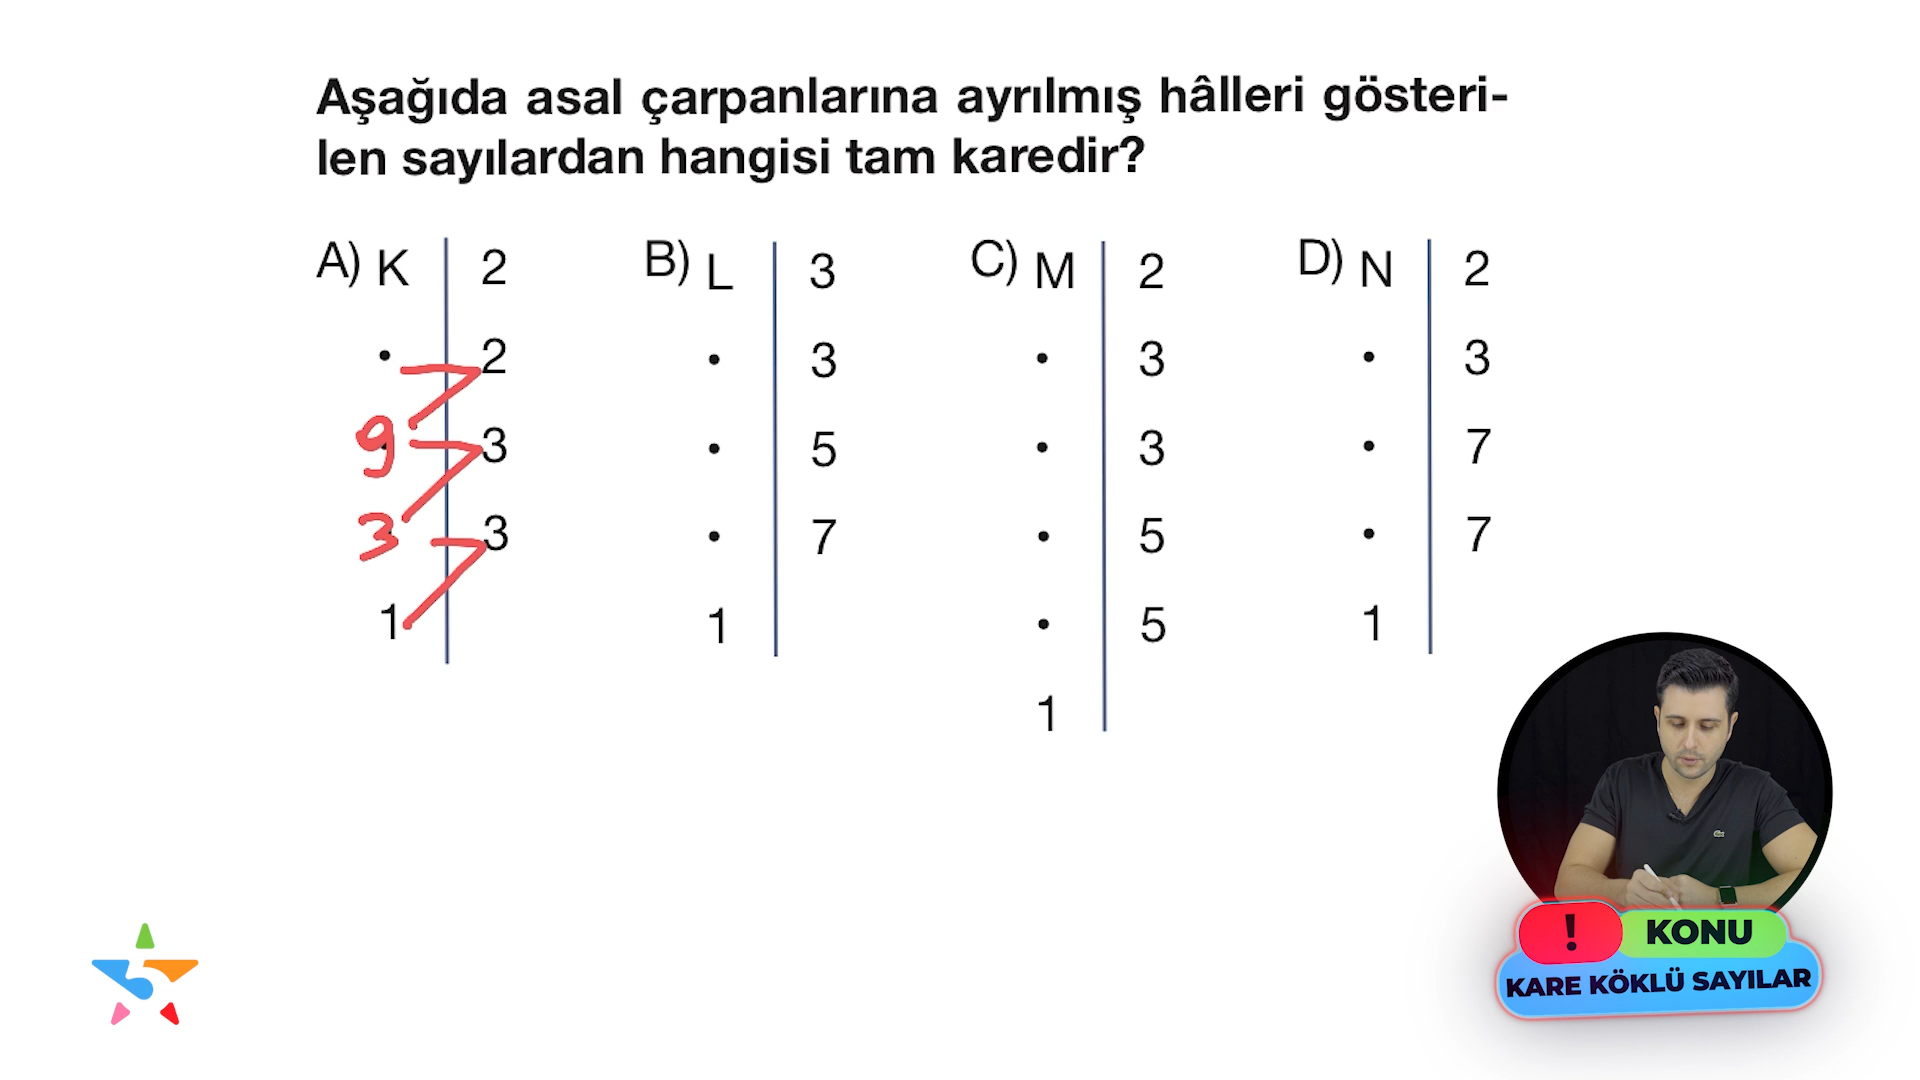 Aşağıda asal çarpanlarına ayrılmış hâlleri gösteri-
len sayılardan hangisi tam karedir?
A) K 2
• 2
9 3
3 3
1
B) L 3
• 3
• 5
• 7
1
C) M 2
• 3
• 3
• 5
• 5
1
D) N 2
• 3
• 7
• 7
1
! KONU
KARE KÖKLÜ SAYILAR
5